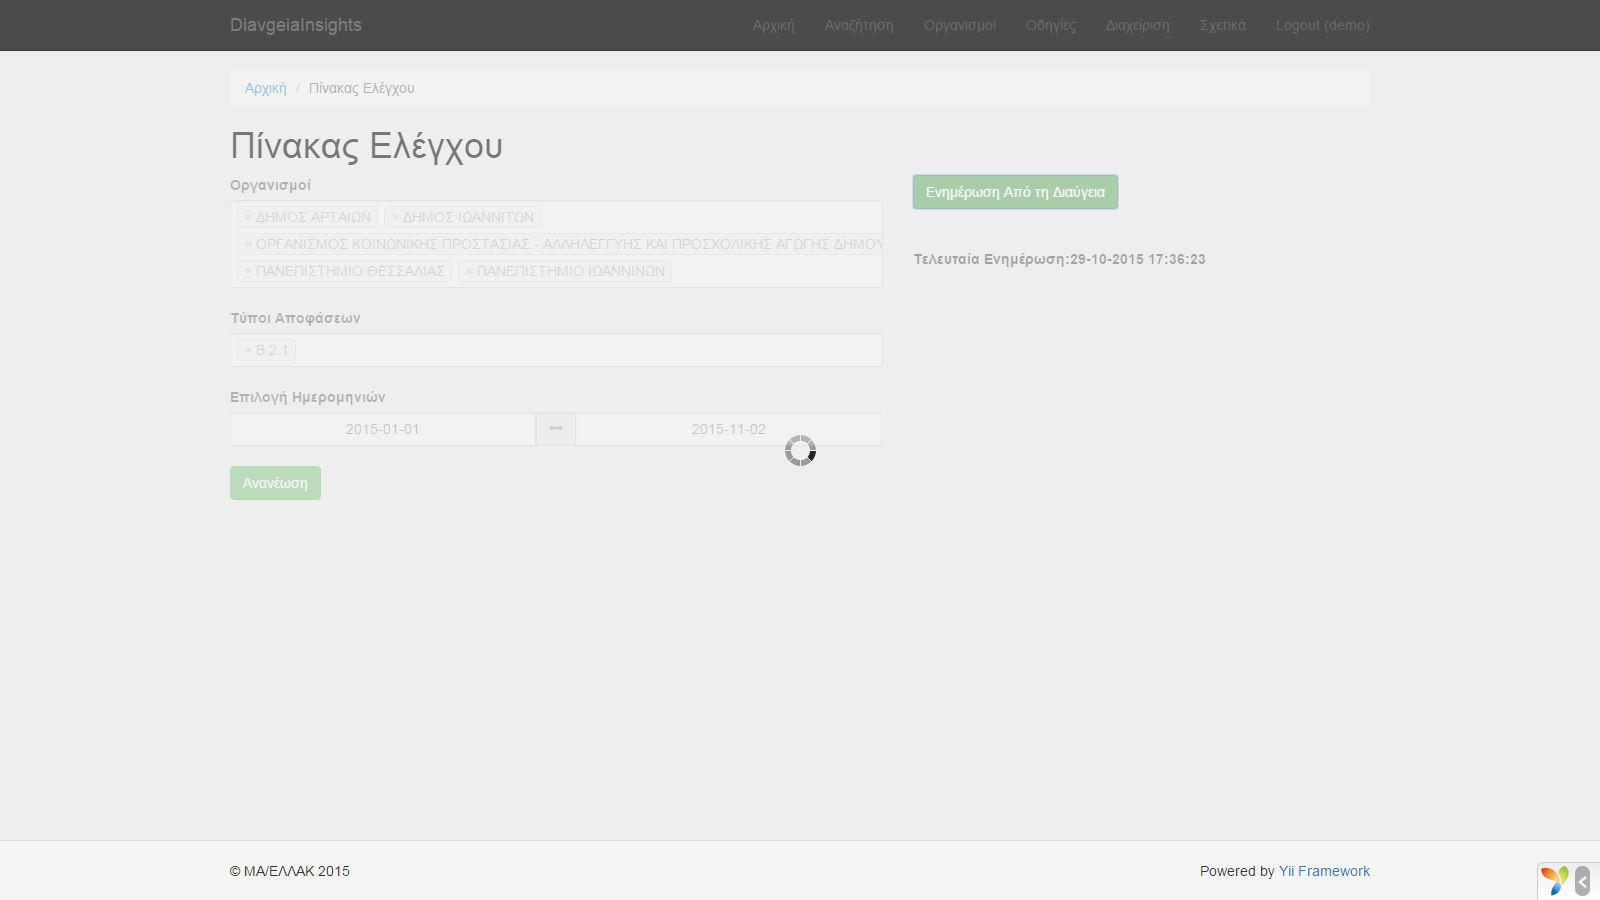 DiavgeiaInsights
Αρχική Αναζήτηση Οργανισμοί Οδηγίες Διαχείριση Σχετικά Logout (demo)
Αρχική / Πίνακας Ελέγχου
Πίνακας Ελέγχου
Οργανισμοί
× ΔΗΜΟΣ ΑΡΤΑΙΩΝ × ΔΗΜΟΣ ΙΩΑΝΝΙΤΩΝ
× ΟΡΓΑΝΙΣΜΟΣ ΚΟΙΝΩΝΙΚΗΣ ΠΡΟΣΤΑΣΙΑΣ - ΑΛΛΗΛΕΓΓΥΗΣ ΚΑΙ ΠΡΟΣΧΟΛΙΚΗΣ ΑΓΩΓΗΣ ΔΗΜΟΥ
× ΠΑΝΕΠΙΣΤΗΜΙΟ ΘΕΣΣΑΛΙΑΣ × ΠΑΝΕΠΙΣΤΗΜΙΟ ΙΩΑΝΝΙΝΩΝ
Τύποι Αποφάσεων
× Β.2.1
Επιλογή Ημερομηνιών
2015-01-01 ↔ 2015-11-02
Ανανέωση
Ενημέρωση Από τη Διαύγεια
Τελευταία Ενημέρωση:29-10-2015 17:36:23
© ΜΑ/ΕΛΛΑΚ 2015
Powered by Yii Framework